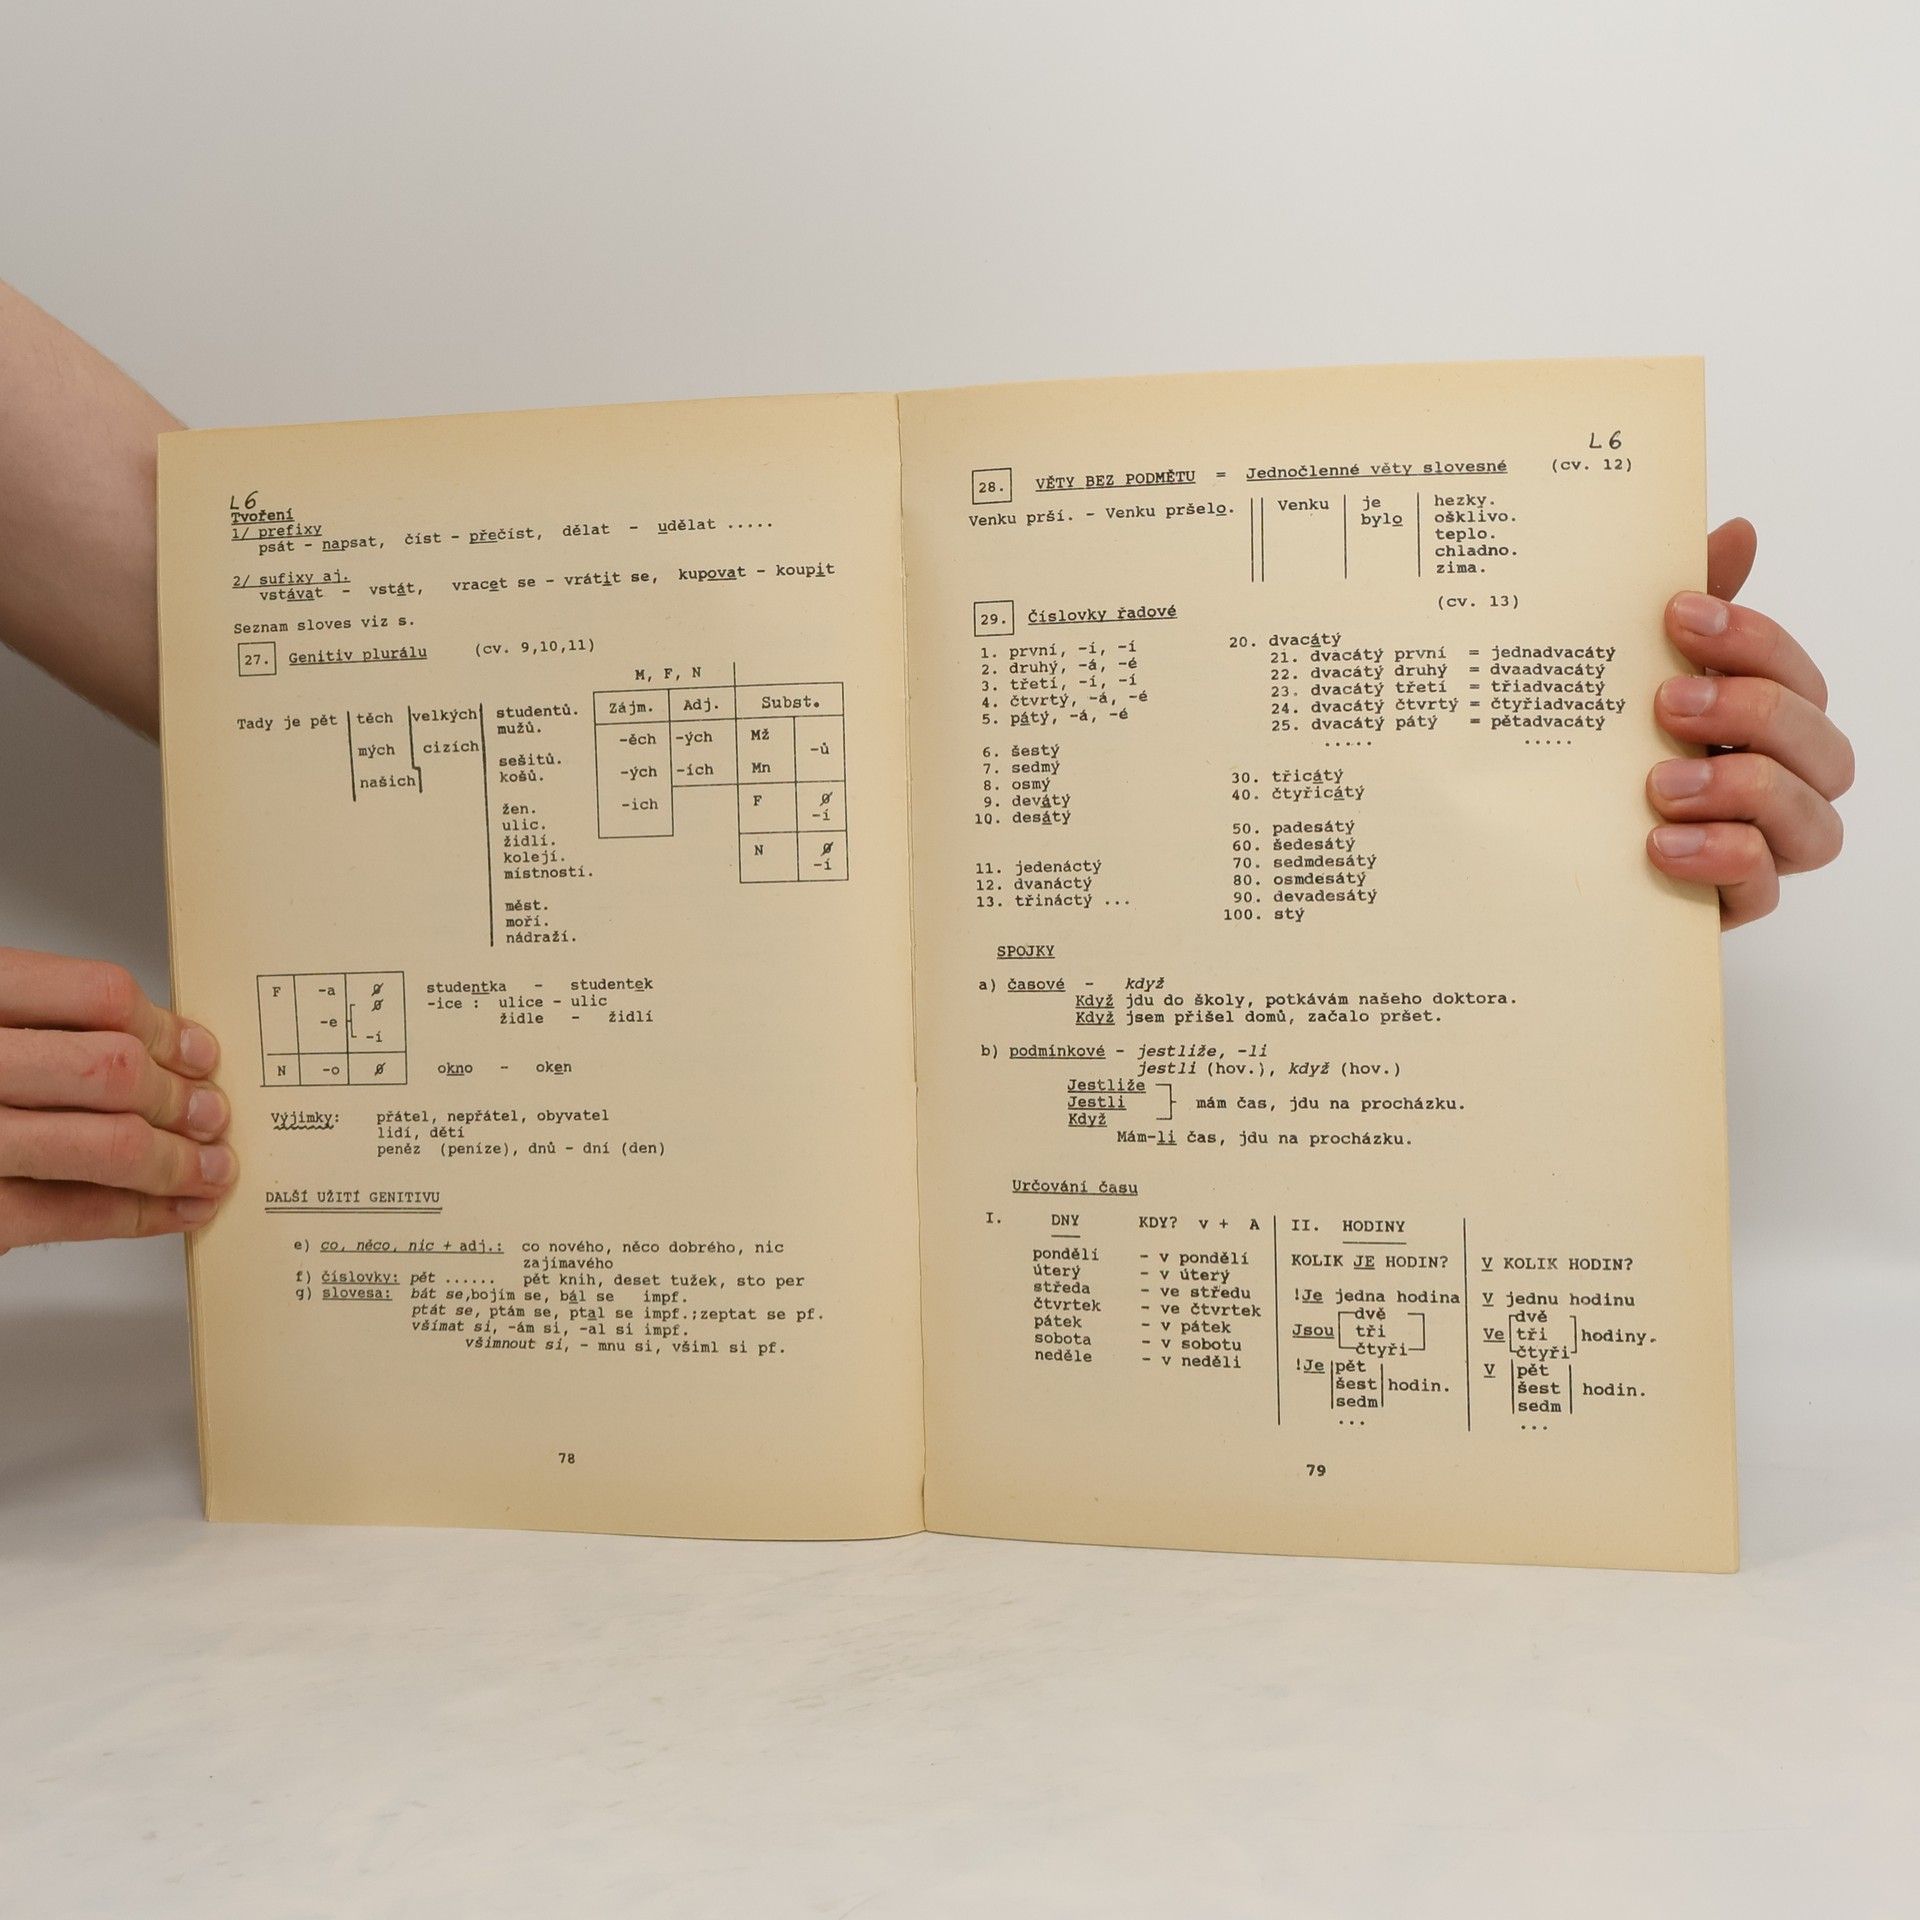 L 6
Tvoření
1/ prefixy
psát - napsat, číst - přečíst, dělat - udělat .....
2/ sufixy aj.
vstávat - vstát, vracet se - vrátit se, kupovat - koupit
Seznam sloves viz s.
27. Genitiv plurálu (cv. 9,10,11)
M, F, N
Zájm. Adj. Subst.
-ěch -ých Mž -ů
-ých -ích Mn
-ich F ∅
-í
N ∅
-í
Tady je pět těch velkých studentů.
mužů.
mých cizích sešitů.
košů.
našich
žen.
ulic.
židlí.
kolejí.
místností.
měst.
moří.
nádraží.
F -a ∅ studentka - studentek
-e ∅ -ice : ulice - ulic
-í židle - židlí
N -o ∅ okno - oken
Výjimky: přátel, nepřátel, obyvatel
lidí, dětí
peněz (peníze), dnů - dní (den)
DALŠÍ UŽITÍ GENITIVU
e) co, něco, nic + adj.: co nového, něco dobrého, nic
zajímavého
f) číslovky: pět ...... pět knih, deset tužek, sto per
g) slovesa: bát se,bojím se, bál se impf.
ptát se, ptám se, ptal se impf.;zeptat se pf.
všímat si, -ám si, -al si impf.
všimnout si, - mnu si, všiml si pf.
78
L 6
28. VĚTY BEZ PODMĚTU = Jednočlenné věty slovesné (cv. 12)
Venku prší. - Venku pršelo. Venku je hezky.
bylo ošklivo.
teplo.
chladno.
zima.
29. Číslovky řadové (cv. 13)
1. první, -í, -í
2. druhý, -á, -é
3. třetí, -í, -í
4. čtvrtý, -á, -é
5. pátý, -á, -é
6. šestý
7. sedmý
8. osmý
9. devátý
10. desátý
11. jedenáctý
12. dvanáctý
13. třináctý ...
20. dvacátý
21. dvacátý první = jednadvacátý
22. dvacátý druhý = dvaadvacátý
23. dvacátý třetí = třiadvacátý
24. dvacátý čtvrtý = čtyřiadvacátý
25. dvacátý pátý = pětadvacátý
..... .....
30. třicátý
40. čtyřicátý
50. padesátý
60. šedesátý
70. sedmdesátý
80. osmdesátý
90. devadesátý
100. stý
SPOJKY
a) časové - když
Když jdu do školy, potkávám našeho doktora.
Když jsem přišel domů, začalo pršet.
b) podmínkové - jestliže, -li
jestli (hov.), když (hov.)
Jestliže
Jestli mám čas, jdu na procházku.
Když
Mám-li čas, jdu na procházku.
Určování času
I. DNY KDY? v + A
pondělí - v pondělí
úterý - v úterý
středa - ve středu
čtvrtek - ve čtvrtek
pátek - v pátek
sobota - v sobotu
neděle - v neděli
II. HODINY
KOLIK JE HODIN? V KOLIK HODIN?
!Je jedna hodina V jednu hodinu
dvě dvě
Jsou tři Ve tři hodiny.
čtyři čtyři
!Je pět V pět
šest hodin. šest hodin.
sedm sedm
... ...
79